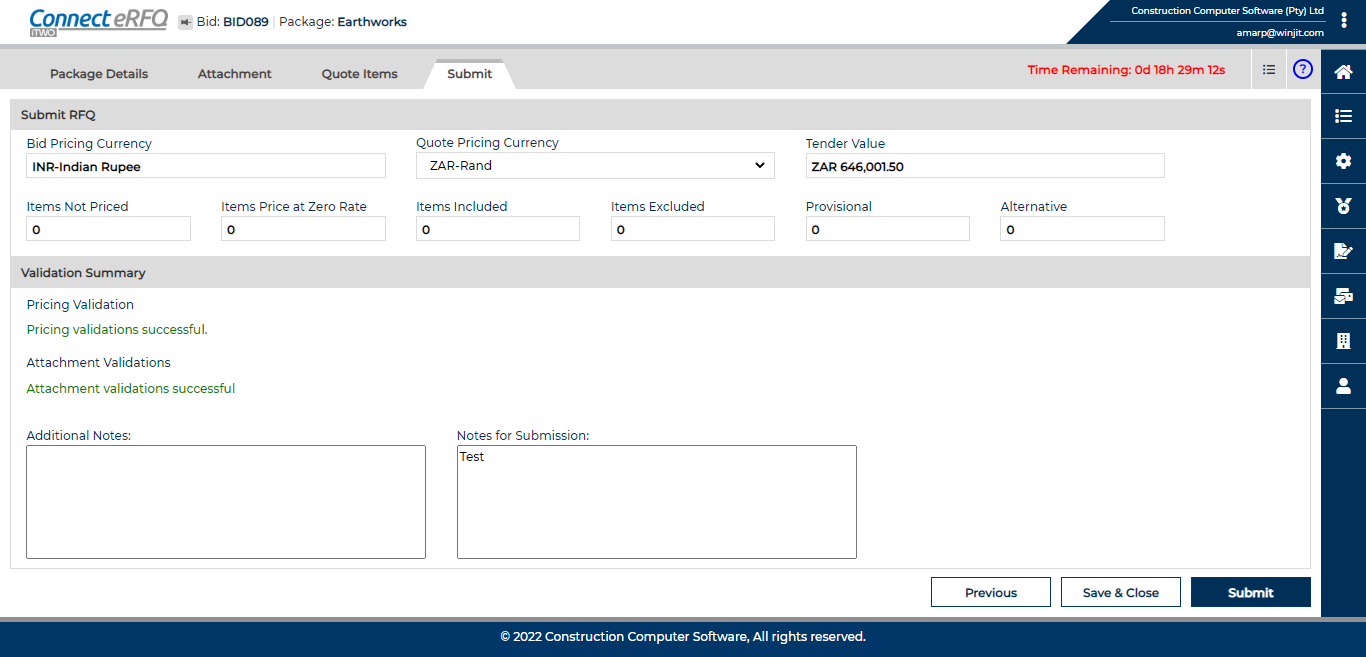 Connect eRFQ
iTWO
Bid: BID089 | Package: Earthworks
Construction Computer Software (Pty) Ltd
amarp@winjit.com
Package Details Attachment Quote Items Submit
Time Remaining: 0d 18h 29m 12s
?
Submit RFQ
Bid Pricing Currency Quote Pricing Currency Tender Value
INR-Indian Rupee ZAR-Rand ZAR 646,001.50
Items Not Priced Items Price at Zero Rate Items Included Items Excluded Provisional Alternative
0 0 0 0 0 0
Validation Summary
Pricing Validation
Pricing validations successful.
Attachment Validations
Attachment validations successful
Additional Notes: Notes for Submission:
Test
Previous Save & Close Submit
© 2022 Construction Computer Software, All rights reserved.